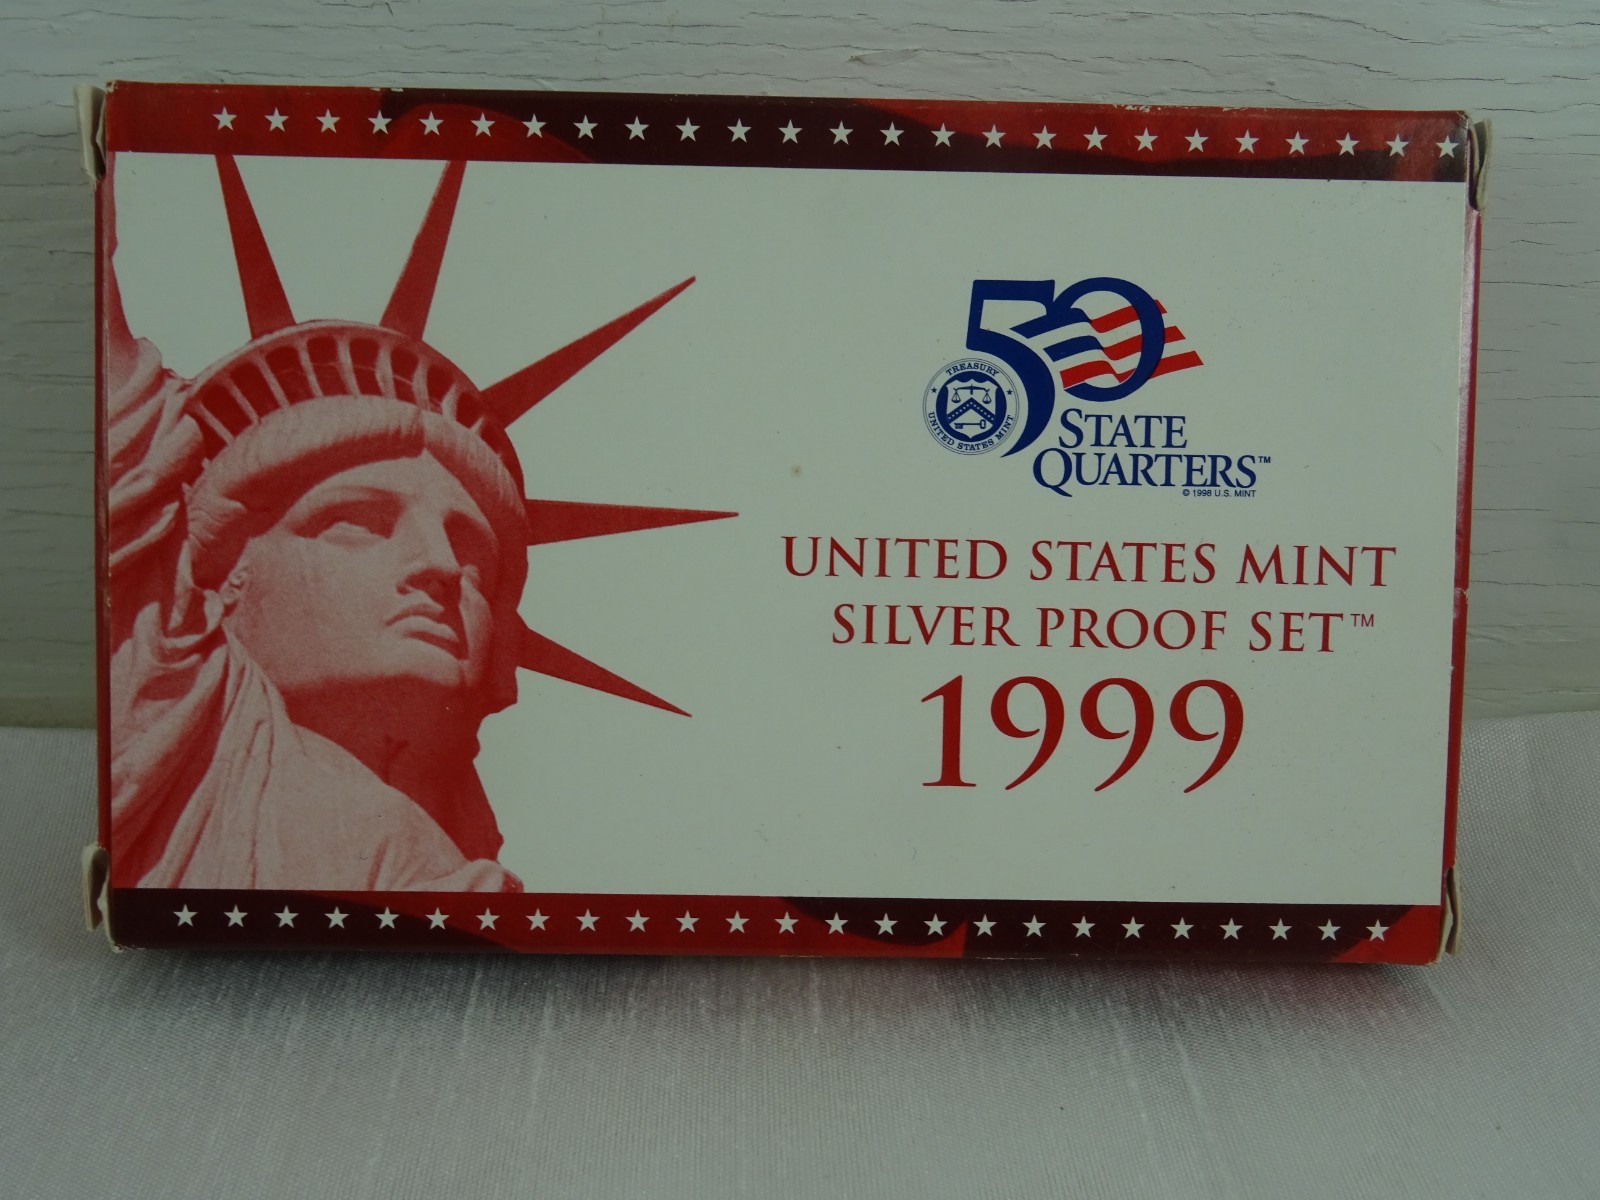 50
TREASURY
UNITED STATES MINT
STATE
QUARTERS™
© 1998 U.S. MINT
UNITED STATES MINT
SILVER PROOF SET™
1999